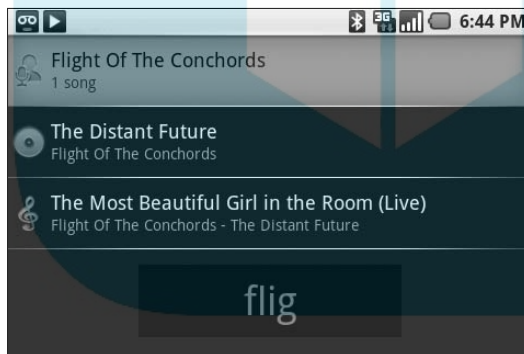 3G 6:44 PM
Flight Of The Conchords
1 song
The Distant Future
Flight Of The Conchords
The Most Beautiful Girl in the Room (Live)
Flight Of The Conchords - The Distant Future
flig